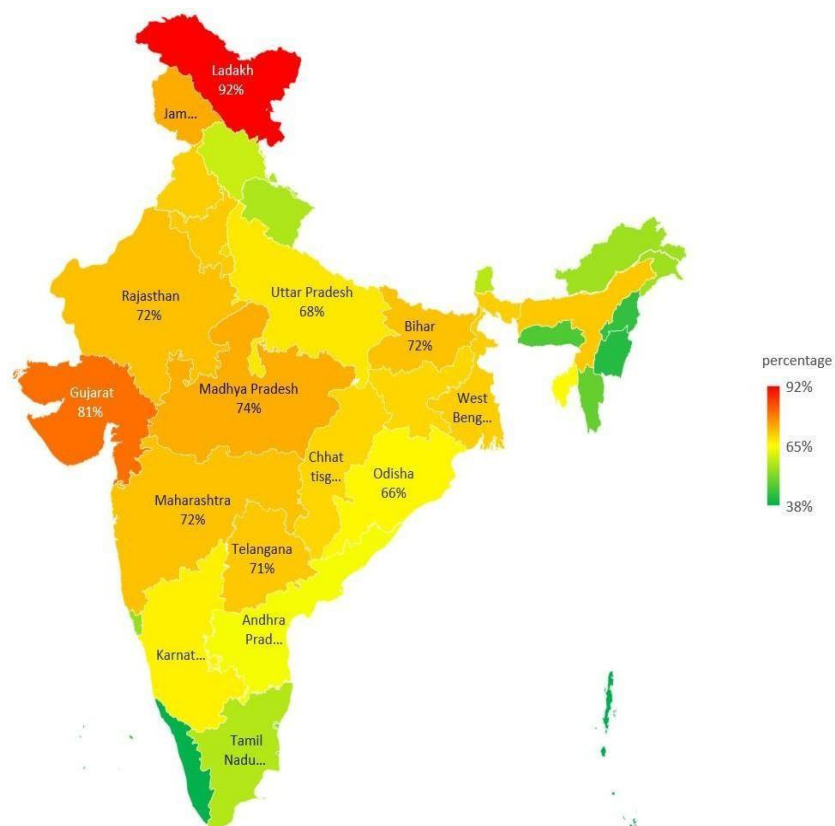 Ladakh
92%
Jam...
Rajasthan
72%
Uttar Pradesh
68%
Bihar
72%
Gujarat
81%
Madhya Pradesh
74%
West
Beng...
Chhat
tisg...
Odisha
66%
Maharashtra
72%
Telangana
71%
Andhra
Prad...
Karnat...
Tamil
Nadu...
percentage
92%
65%
38%